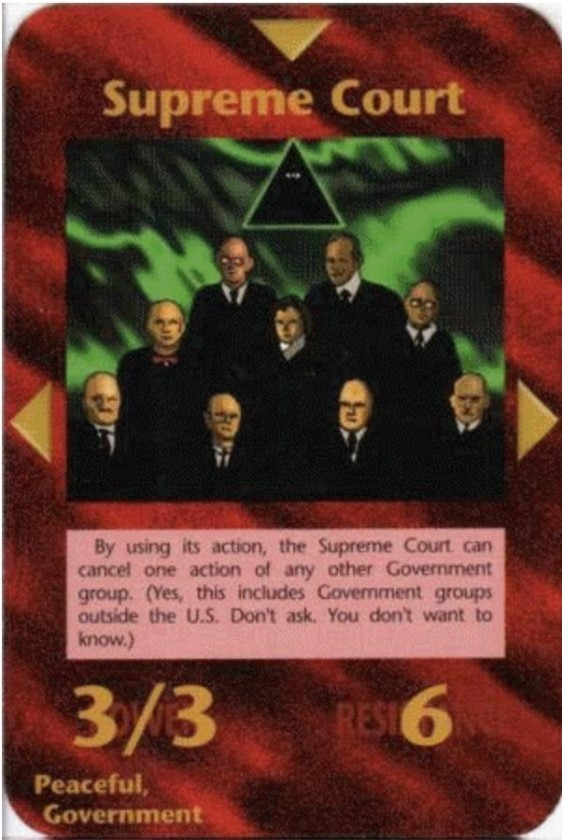 Supreme Court
By using its action, the Supreme Court can
cancel one action of any other Government
group. (Yes, this includes Government groups
outside the U.S. Don't ask. You don't want to
know.)
3/3
6
Peaceful,
Government